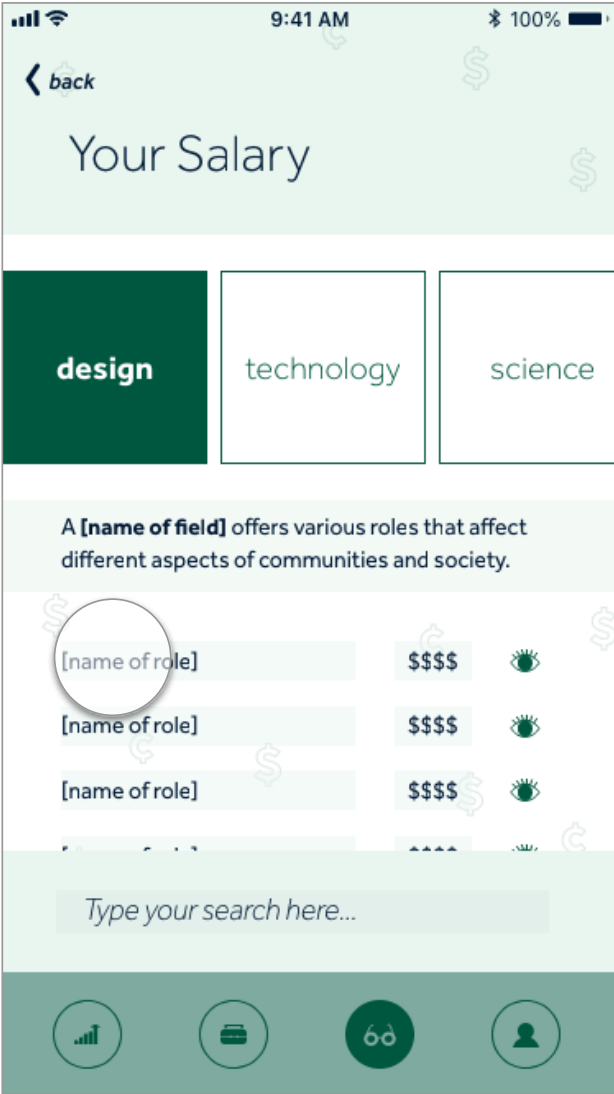 9:41 AM
100%
back
Your Salary
design
technology
science
A [name of field] offers various roles that affect
different aspects of communities and society.
[name of role] $$$$
[name of role] $$$$
[name of role] $$$$
Type your search here...